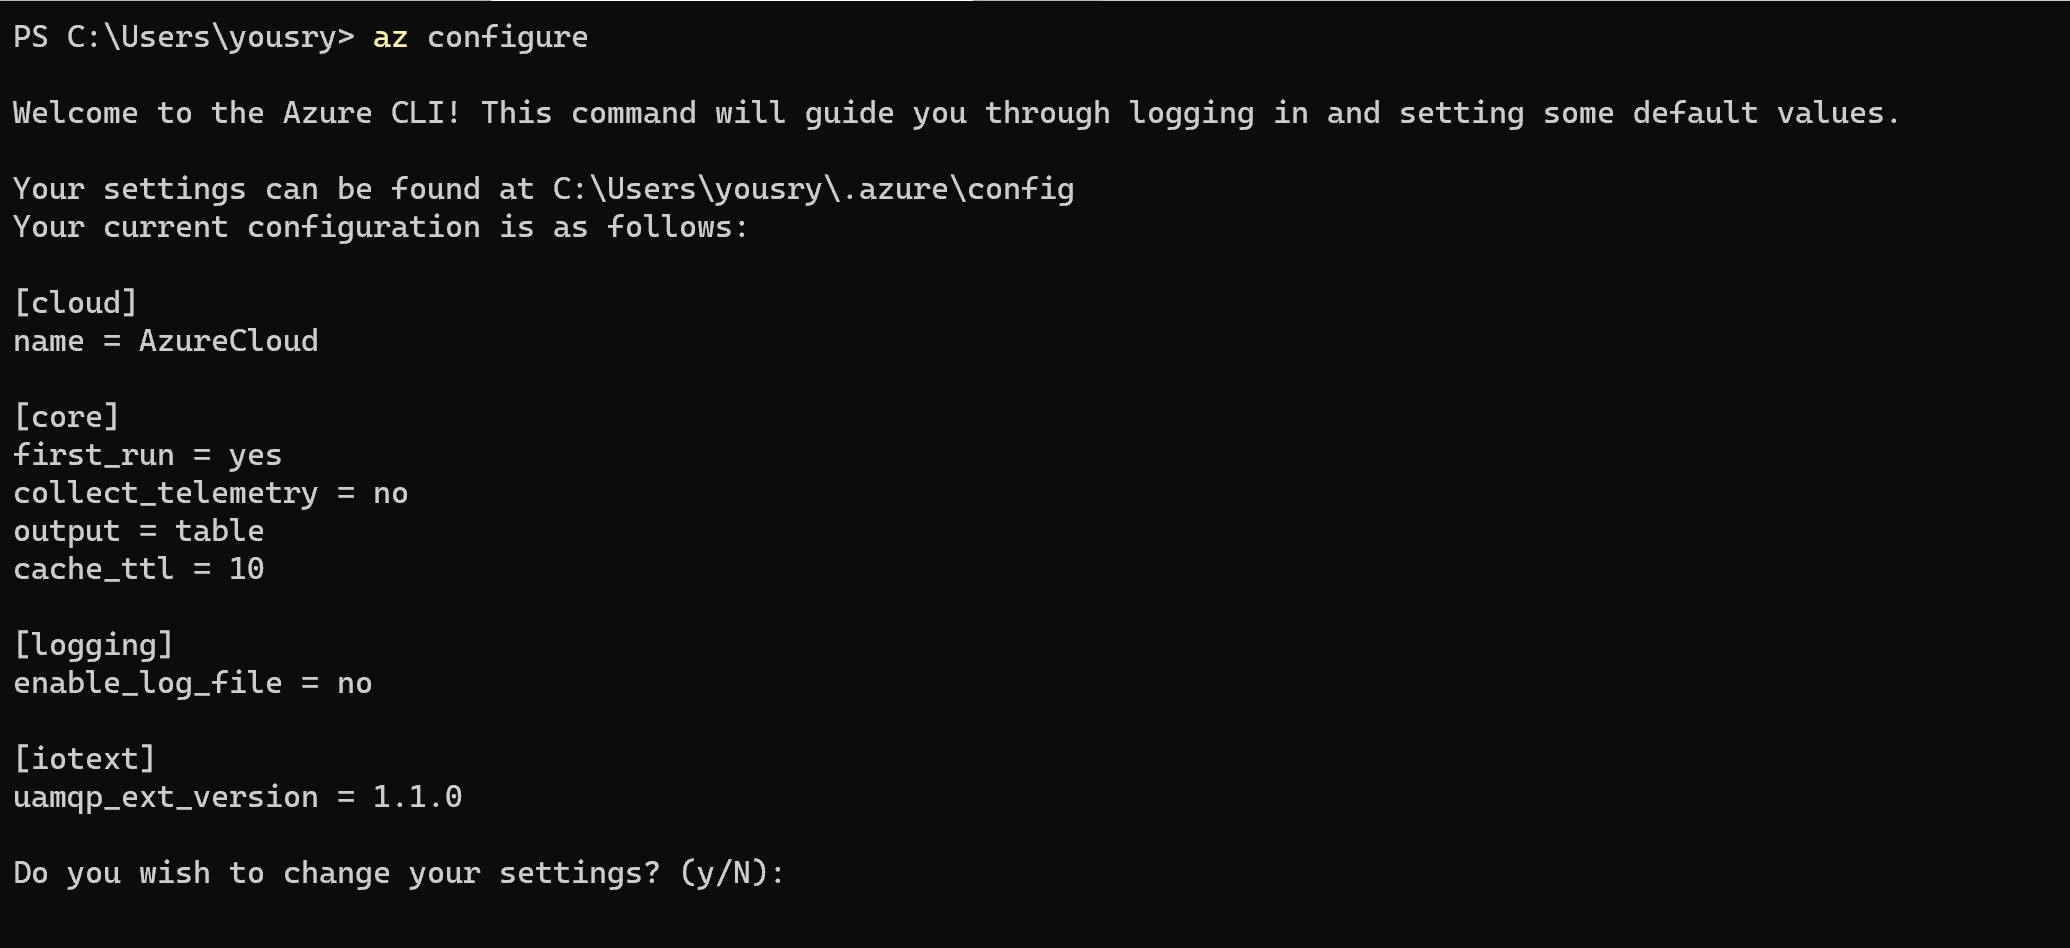 PS C:\Users\yousry> az configure
Welcome to the Azure CLI! This command will guide you through logging in and setting some default values.
Your settings can be found at C:\Users\yousry\.azure\config
Your current configuration is as follows:
[cloud]
name = AzureCloud
[core]
first_run = yes
collect_telemetry = no
output = table
cache_ttl = 10
[logging]
enable_log_file = no
[iotext]
uamqp_ext_version = 1.1.0
Do you wish to change your settings? (y/N):